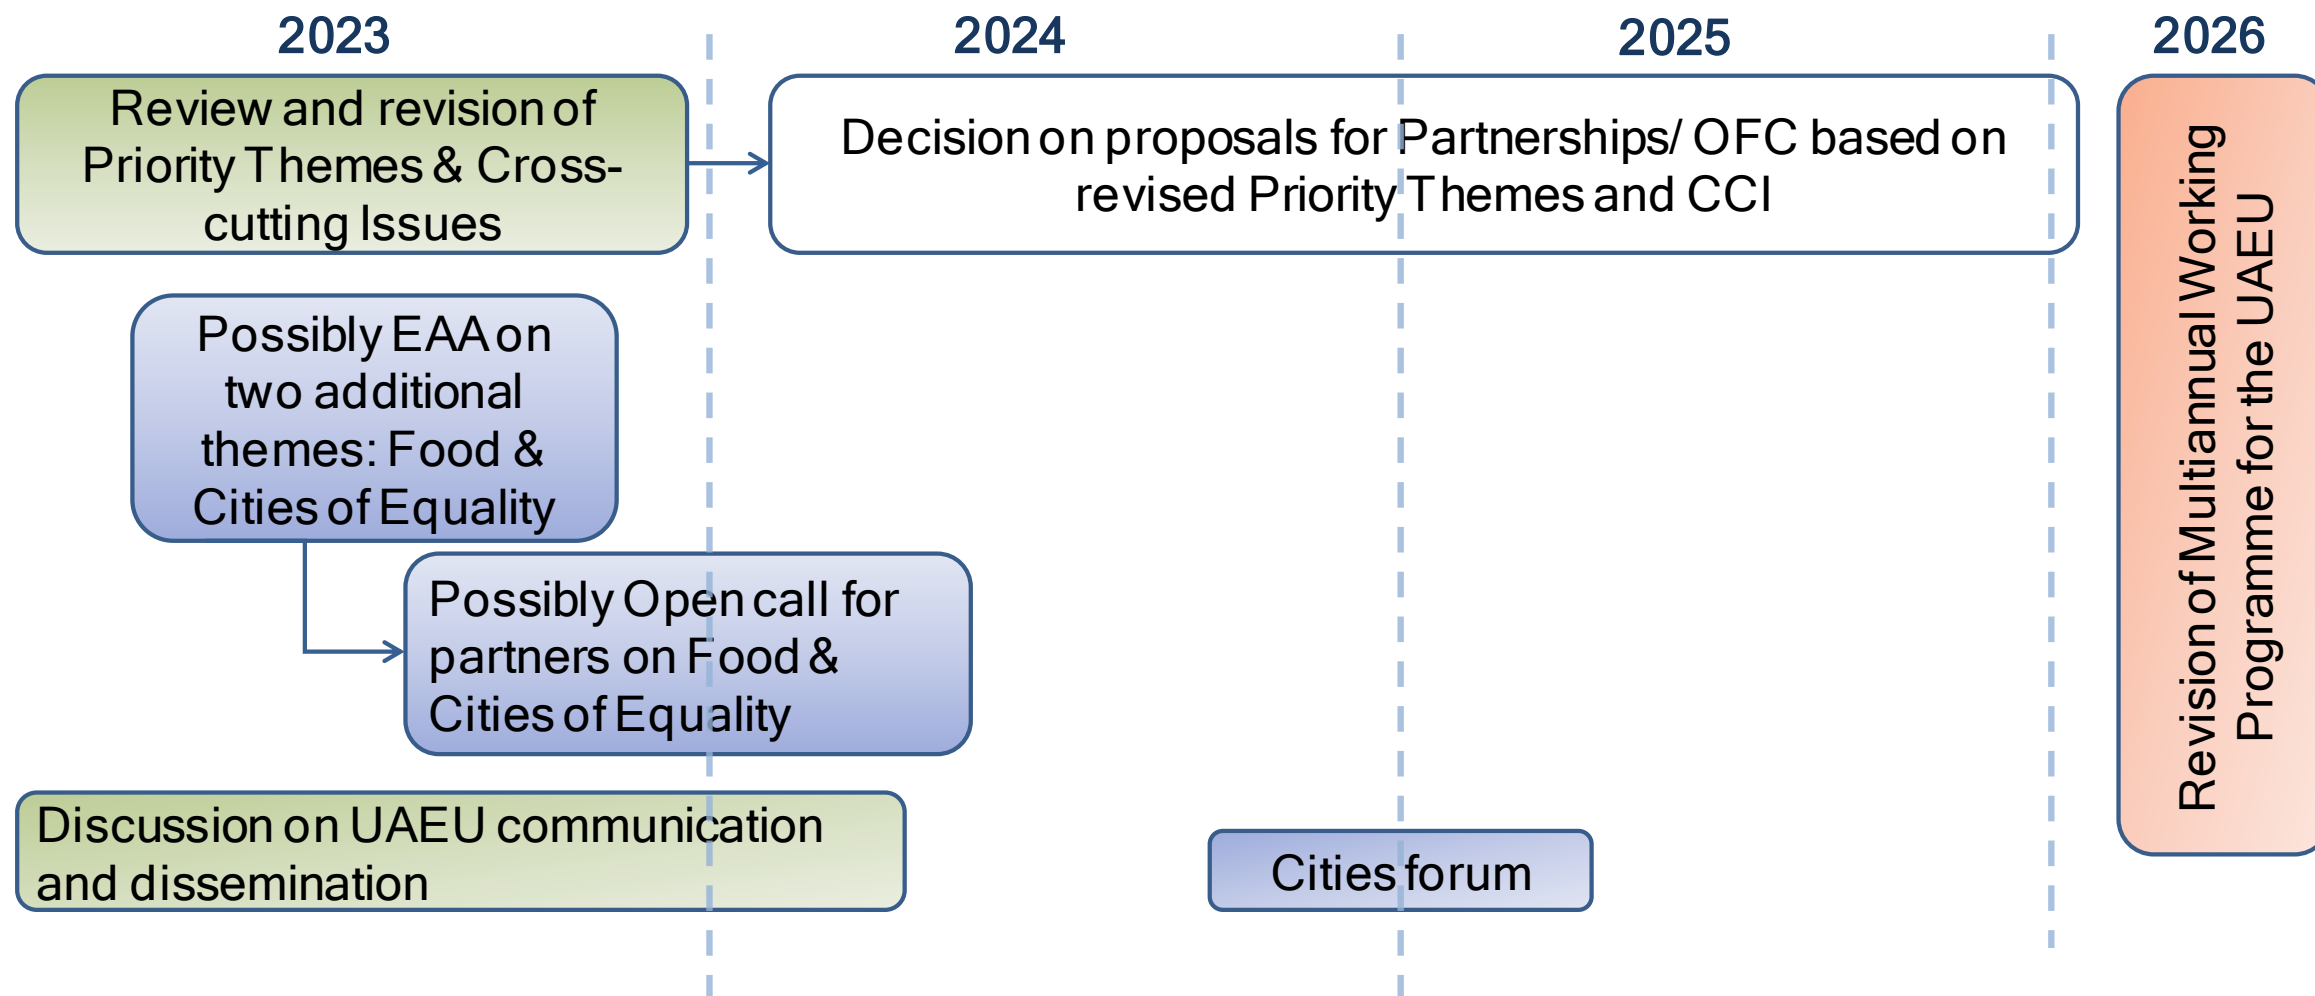 2023
2024
2025
2026
Review and revision of
Priority Themes & Cross-
cutting Issues
Decision on proposals for Partnerships/ OFC based on
revised Priority Themes and CCI
Possibly EAA on
two additional
themes: Food &
Cities of Equality
Possibly Open call for
partners on Food &
Cities of Equality
Discussion on UAEU communication
and dissemination
Cities forum
Revision of Multiannual Working
Programme for the UAEU